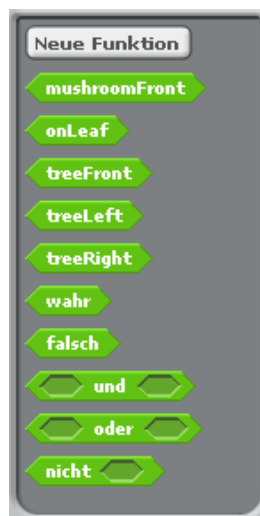 Neue Funktion
mushroomFront
onLeaf
treeFront
treeLeft
treeRight
wahr
falsch
und
oder
nicht